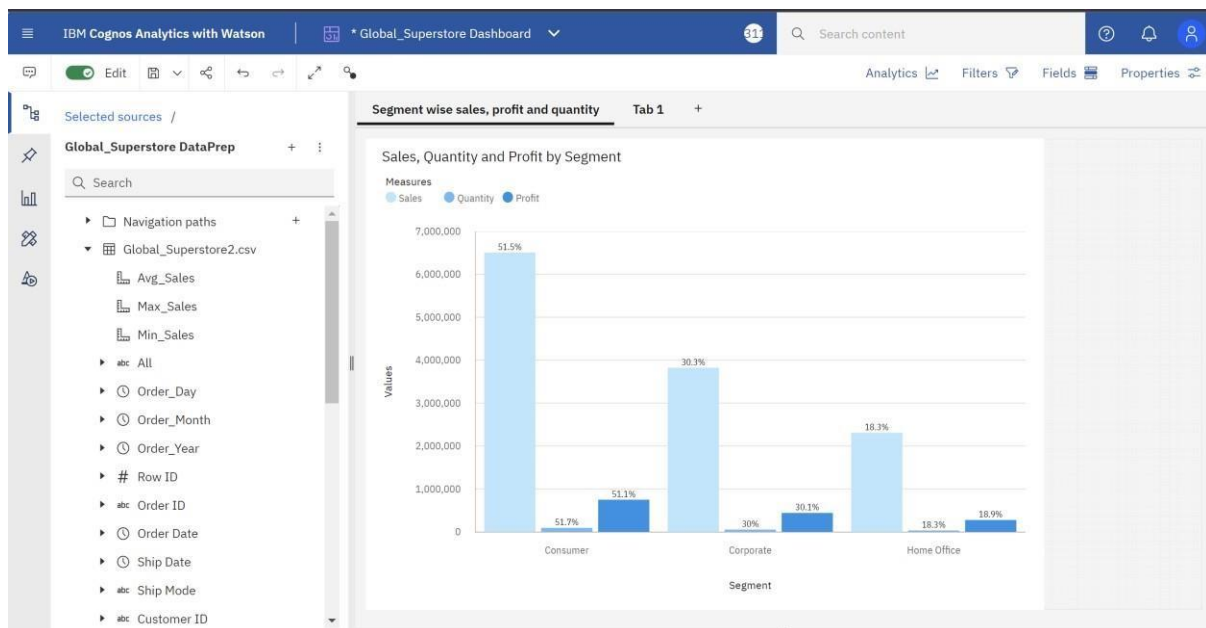 IBM Cognos Analytics with Watson
* Global_Superstore Dashboard
Search content
Edit
Analytics
Filters
Fields
Properties
Selected sources /
Global_Superstore DataPrep
Search
Navigation paths
Global_Superstore2.csv
Avg_Sales
Max_Sales
Min_Sales
abc All
Order_Day
Order_Month
Order_Year
# Row ID
abc Order ID
Order Date
Ship Date
abc Ship Mode
abc Customer ID
Segment wise sales, profit and quantity
Tab 1
+
Sales, Quantity and Profit by Segment
Measures
Sales Quantity Profit
Values
7,000,000
6,000,000
5,000,000
4,000,000
3,000,000
2,000,000
1,000,000
0
51.5%
51.7%
51.1%
30.3%
30%
30.1%
18.3%
18.3%
18.9%
Consumer
Corporate
Home Office
Segment